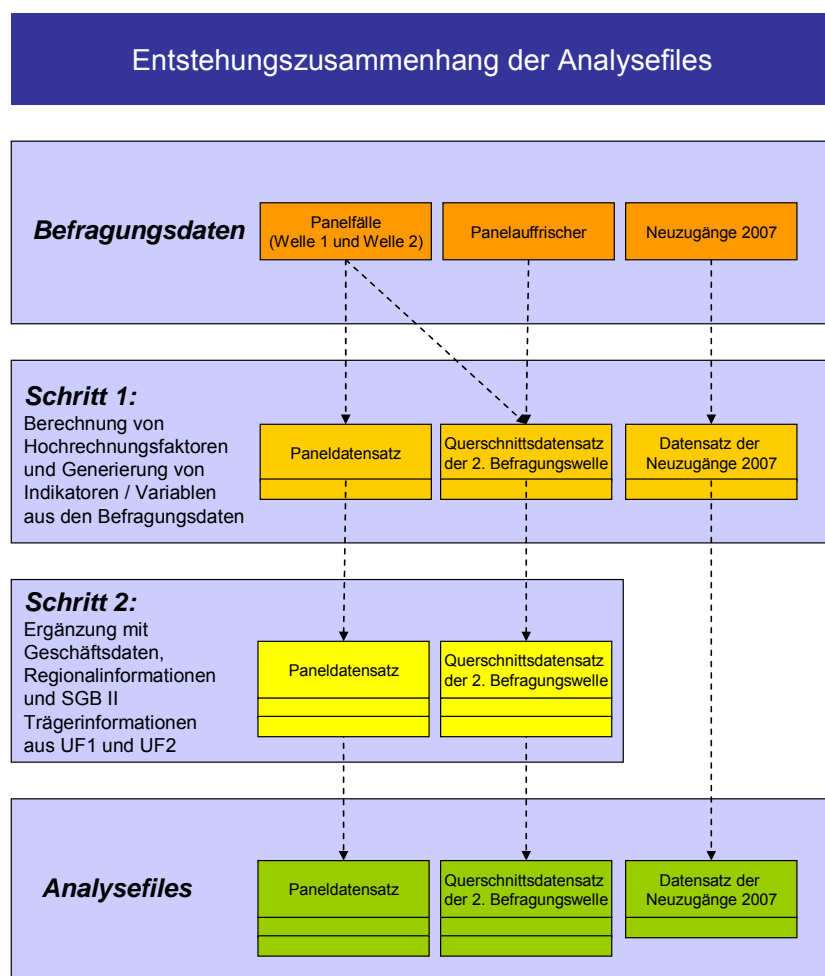 Entstehungszusammenhang der Analysefiles
Befragungsdaten
Panelfälle
(Welle 1 und Welle 2)
Panelauffrischer
Neuzugänge 2007
Schritt 1:
Berechnung von
Hochrechnungsfaktoren
und Generierung von
Indikatoren / Variablen
aus den Befragungsdaten
Paneldatensatz
Querschnittsdatensatz
der 2. Befragungswelle
Datensatz der
Neuzugänge 2007
Schritt 2:
Ergänzung mit
Geschäftsdaten,
Regionalinformationen
und SGB II
Trägerinformationen
aus UF1 und UF2
Paneldatensatz
Querschnittsdatensatz
der 2. Befragungswelle
Analysefiles
Paneldatensatz
Querschnittsdatensatz
der 2. Befragungswelle
Datensatz der
Neuzugänge 2007